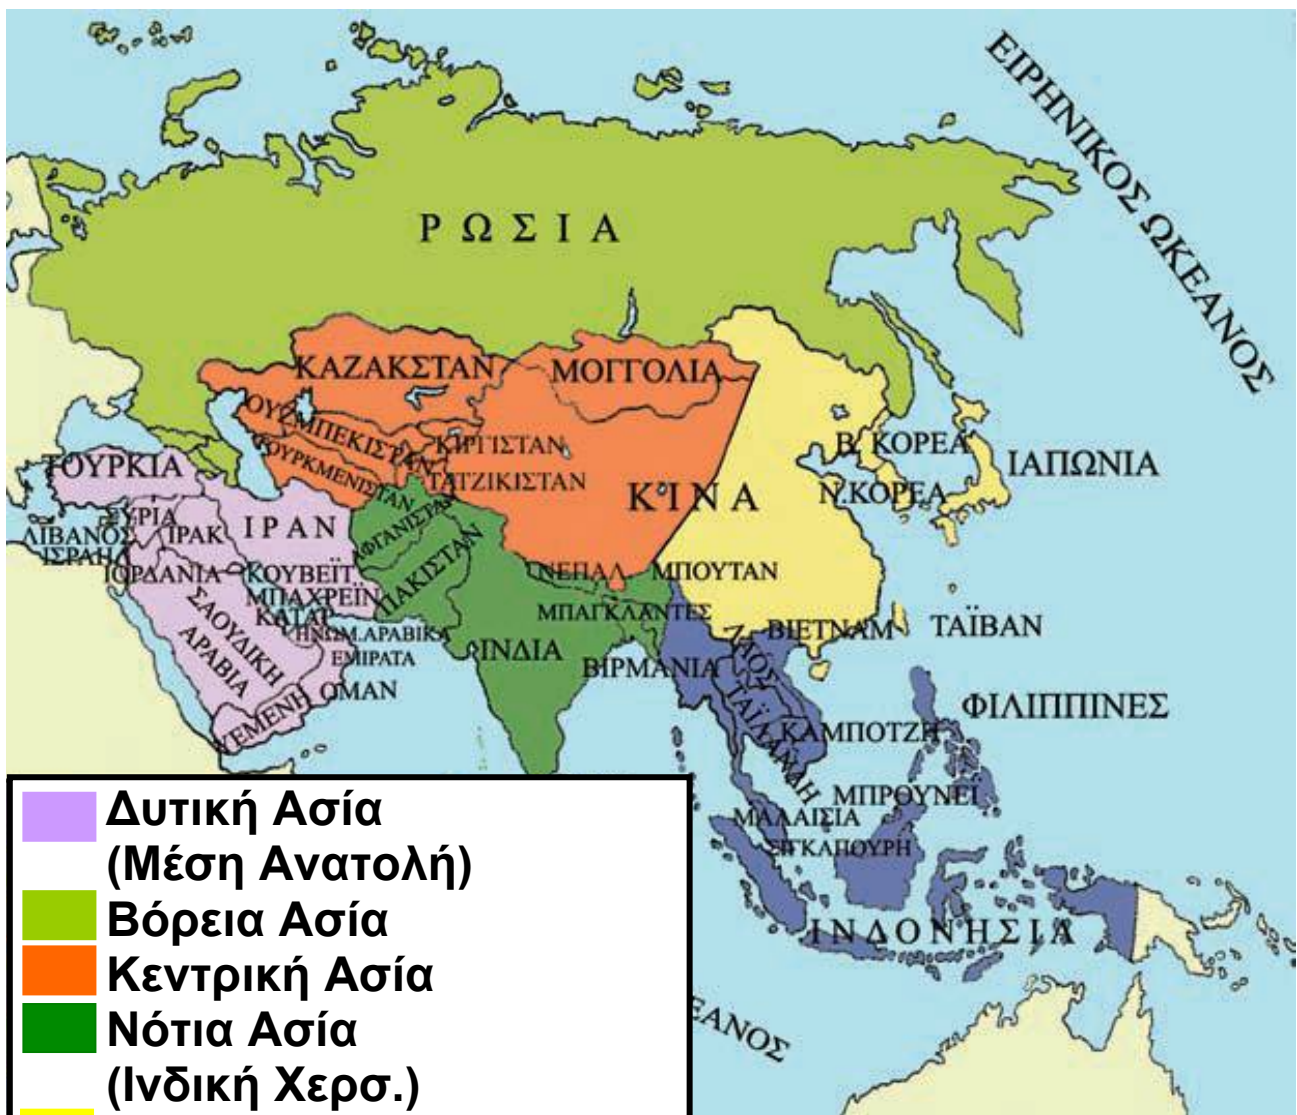 ΕΙΡΗΝΙΚΟΣ ΩΚΕΑΝΟΣ
ΡΩΣΙΑ
ΚΑΖΑΚΣΤΑΝ
ΜΟΓΓΟΛΙΑ
ΟΥΖΜΠΕΚΙΣΤΑΝ
ΚΙΡΓΙΣΤΑΝ
Β. ΚΟΡΕΑ
ΤΟΥΡΚΙΑ
ΤΟΥΡΚΜΕΝΙΣΤΑΝ
ΤΑΤΖΙΚΙΣΤΑΝ
ΙΑΠΩΝΙΑ
ΚΙΝΑ
Ν.ΚΟΡΕΑ
ΣΥΡΙΑ
ΙΡΑΝ
ΑΦΓΑΝΙΣΤΑΝ
ΛΙΒΑΝΟΣ
ΙΡΑΚ
ΙΣΡΑΗΛ
ΠΑΚΙΣΤΑΝ
ΙΟΡΔΑΝΙΑ
ΚΟΥΒΕΪΤ
ΝΕΠΑΛ
ΜΠΟΥΤΑΝ
ΜΠΑΧΡΕΪΝ
ΣΑΟΥΔΙΚΗ
ΑΡΑΒΙΑ
ΚΑΤΑΡ
ΜΠΑΓΚΛΑΝΤΕΣ
ΗΝΩΜ.ΑΡΑΒΙΚΑ
ΕΜΙΡΑΤΑ
ΙΝΔΙΑ
ΒΙΕΤΝΑΜ
ΤΑΪΒΑΝ
ΒΙΡΜΑΝΙΑ
ΛΑΟΣ
ΟΜΑΝ
ΥΕΜΕΝΗ
ΤΑΪΛΑΝΔΗ
ΦΙΛΙΠΠΙΝΕΣ
ΚΑΜΠΟΤΖΗ
ΜΠΡΟΥΝΕΪ
ΜΑΛΑΙΣΙΑ
ΣΙΓΚΑΠΟΥΡΗ
ΙΝΔΟΝΗΣΙΑ
ΕΑΝΟΣ
Δυτική Ασία
(Μέση Ανατολή)
Βόρεια Ασία
Κεντρική Ασία
Νότια Ασία
(Ινδική Χερσ.)